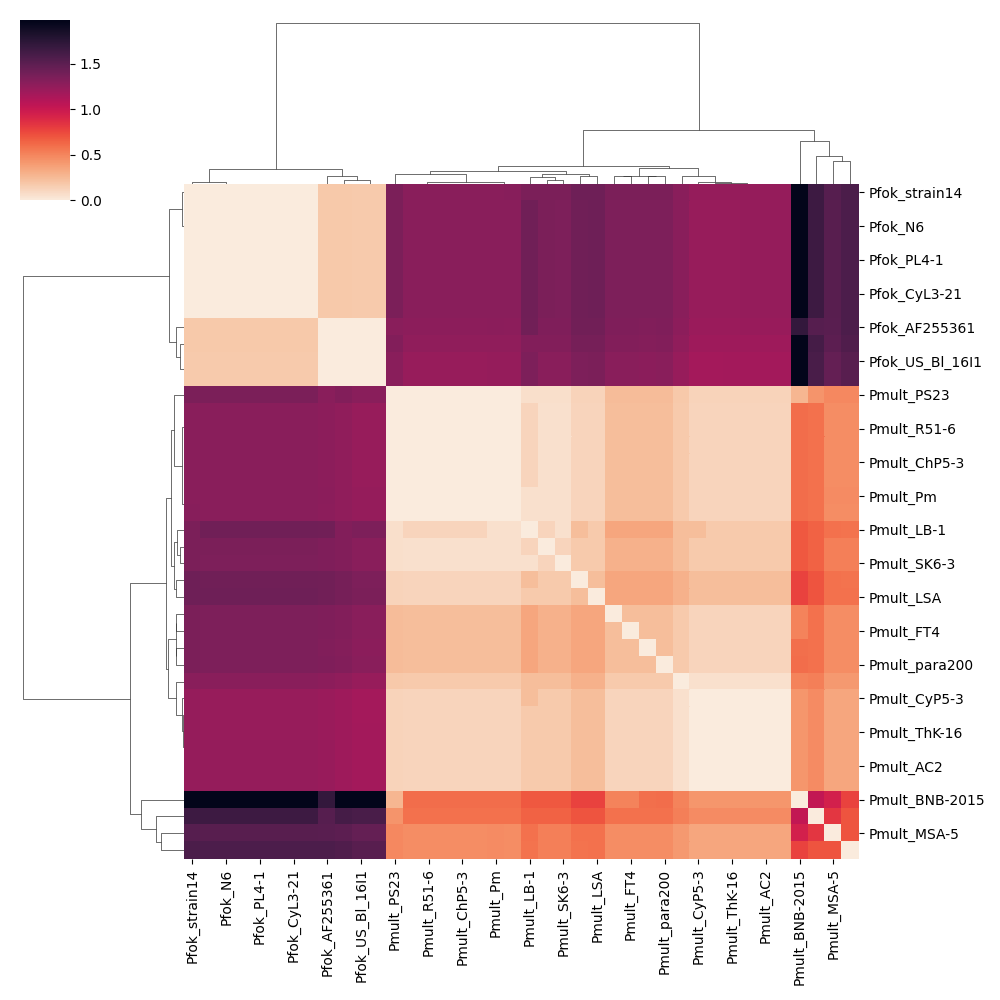 1.5
1.0
0.5
0.0
Pfok_strain14
Pfok_N6
Pfok_PL4-1
Pfok_CyL3-21
Pfok_AF255361
Pfok_US_Bl_16I1
Pmult_PS23
Pmult_R51-6
Pmult_ChP5-3
Pmult_Pm
Pmult_LB-1
Pmult_SK6-3
Pmult_LSA
Pmult_FT4
Pmult_para200
Pmult_CyP5-3
Pmult_ThK-16
Pmult_AC2
Pmult_BNB-2015
Pmult_MSA-5
Pfok_strain14
Pfok_N6
Pfok_PL4-1
Pfok_CyL3-21
Pfok_AF255361
Pfok_US_Bl_16I1
Pmult_PS23
Pmult_R51-6
Pmult_ChP5-3
Pmult_Pm
Pmult_LB-1
Pmult_SK6-3
Pmult_LSA
Pmult_FT4
Pmult_para200
Pmult_CyP5-3
Pmult_ThK-16
Pmult_AC2
Pmult_BNB-2015
Pmult_MSA-5